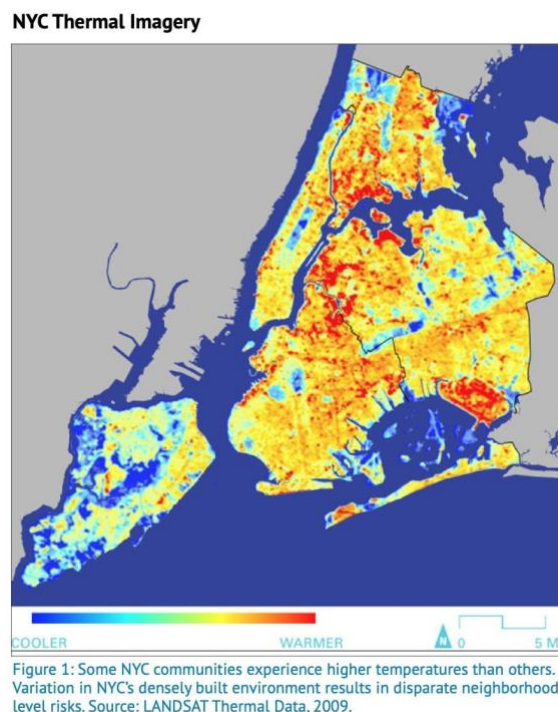 NYC Thermal Imagery
COOLER WARMER N 0 5 M
Figure 1: Some NYC communities experience higher temperatures than others.
Variation in NYC's densely built environment results in disparate neighborhood
level risks. Source: LANDSAT Thermal Data, 2009.